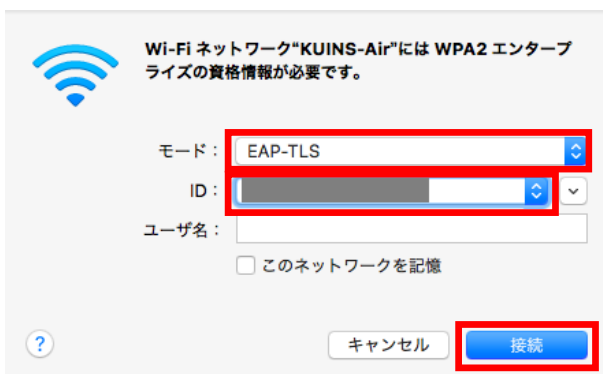 Wi-Fi ネットワーク“KUINS-Air”には WPA2 エンタープ
ライズの資格情報が必要です。
モード：
EAP-TLS
ID：
ユーザ名：
このネットワークを記憶
?
キャンセル
接続